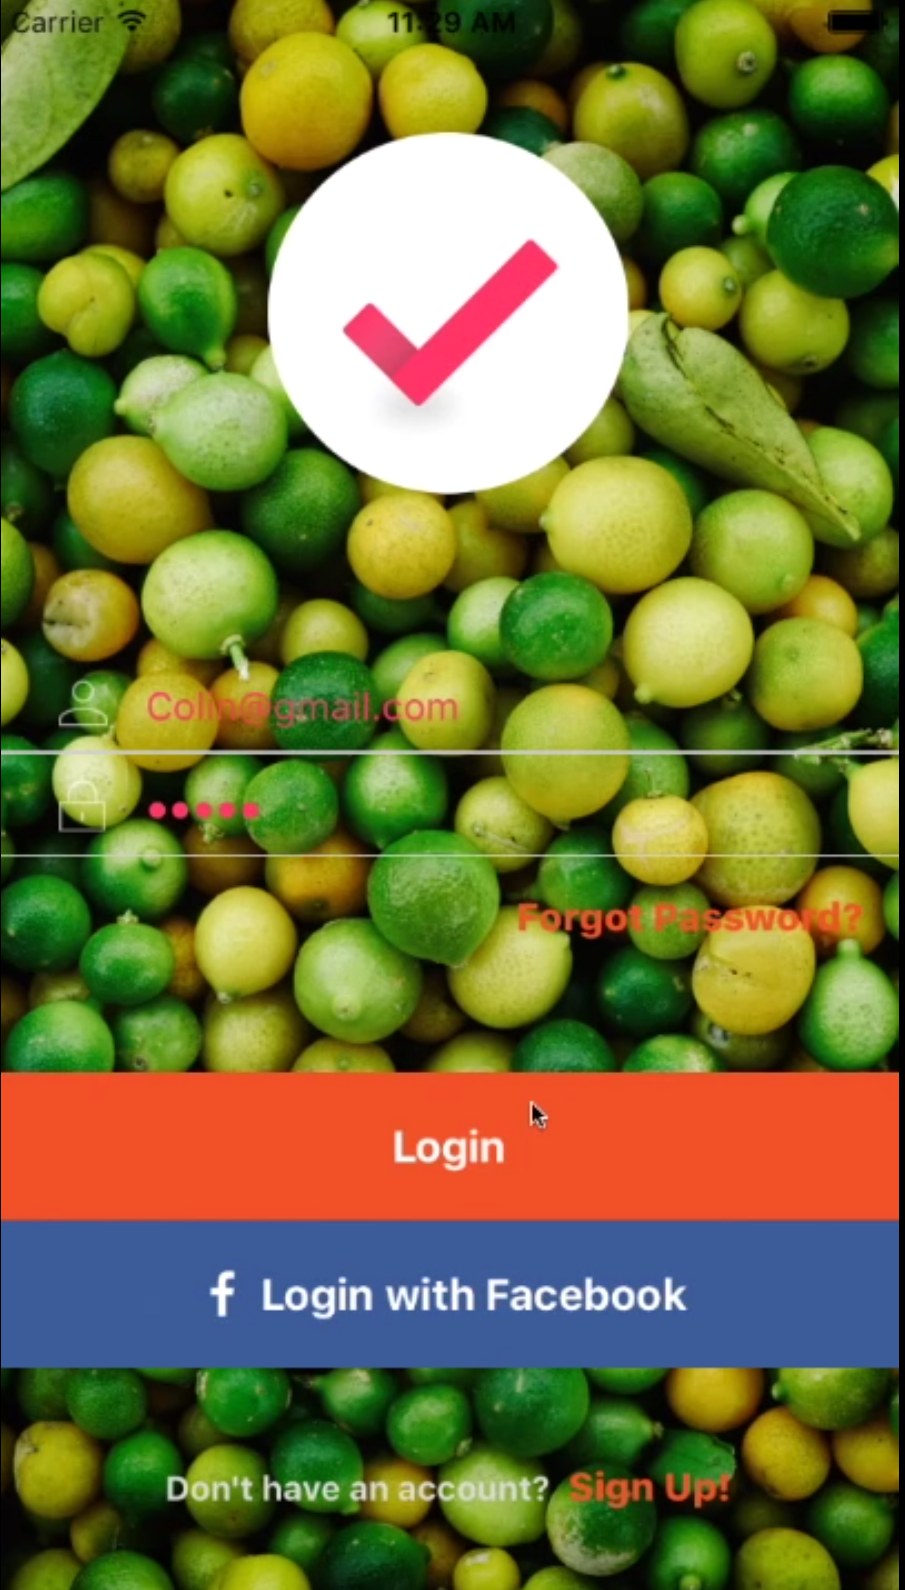 Carrier 11:29 AM
Colin@gmail.com
•••••
Forgot Password?
Login
f Login with Facebook
Don't have an account? Sign Up!